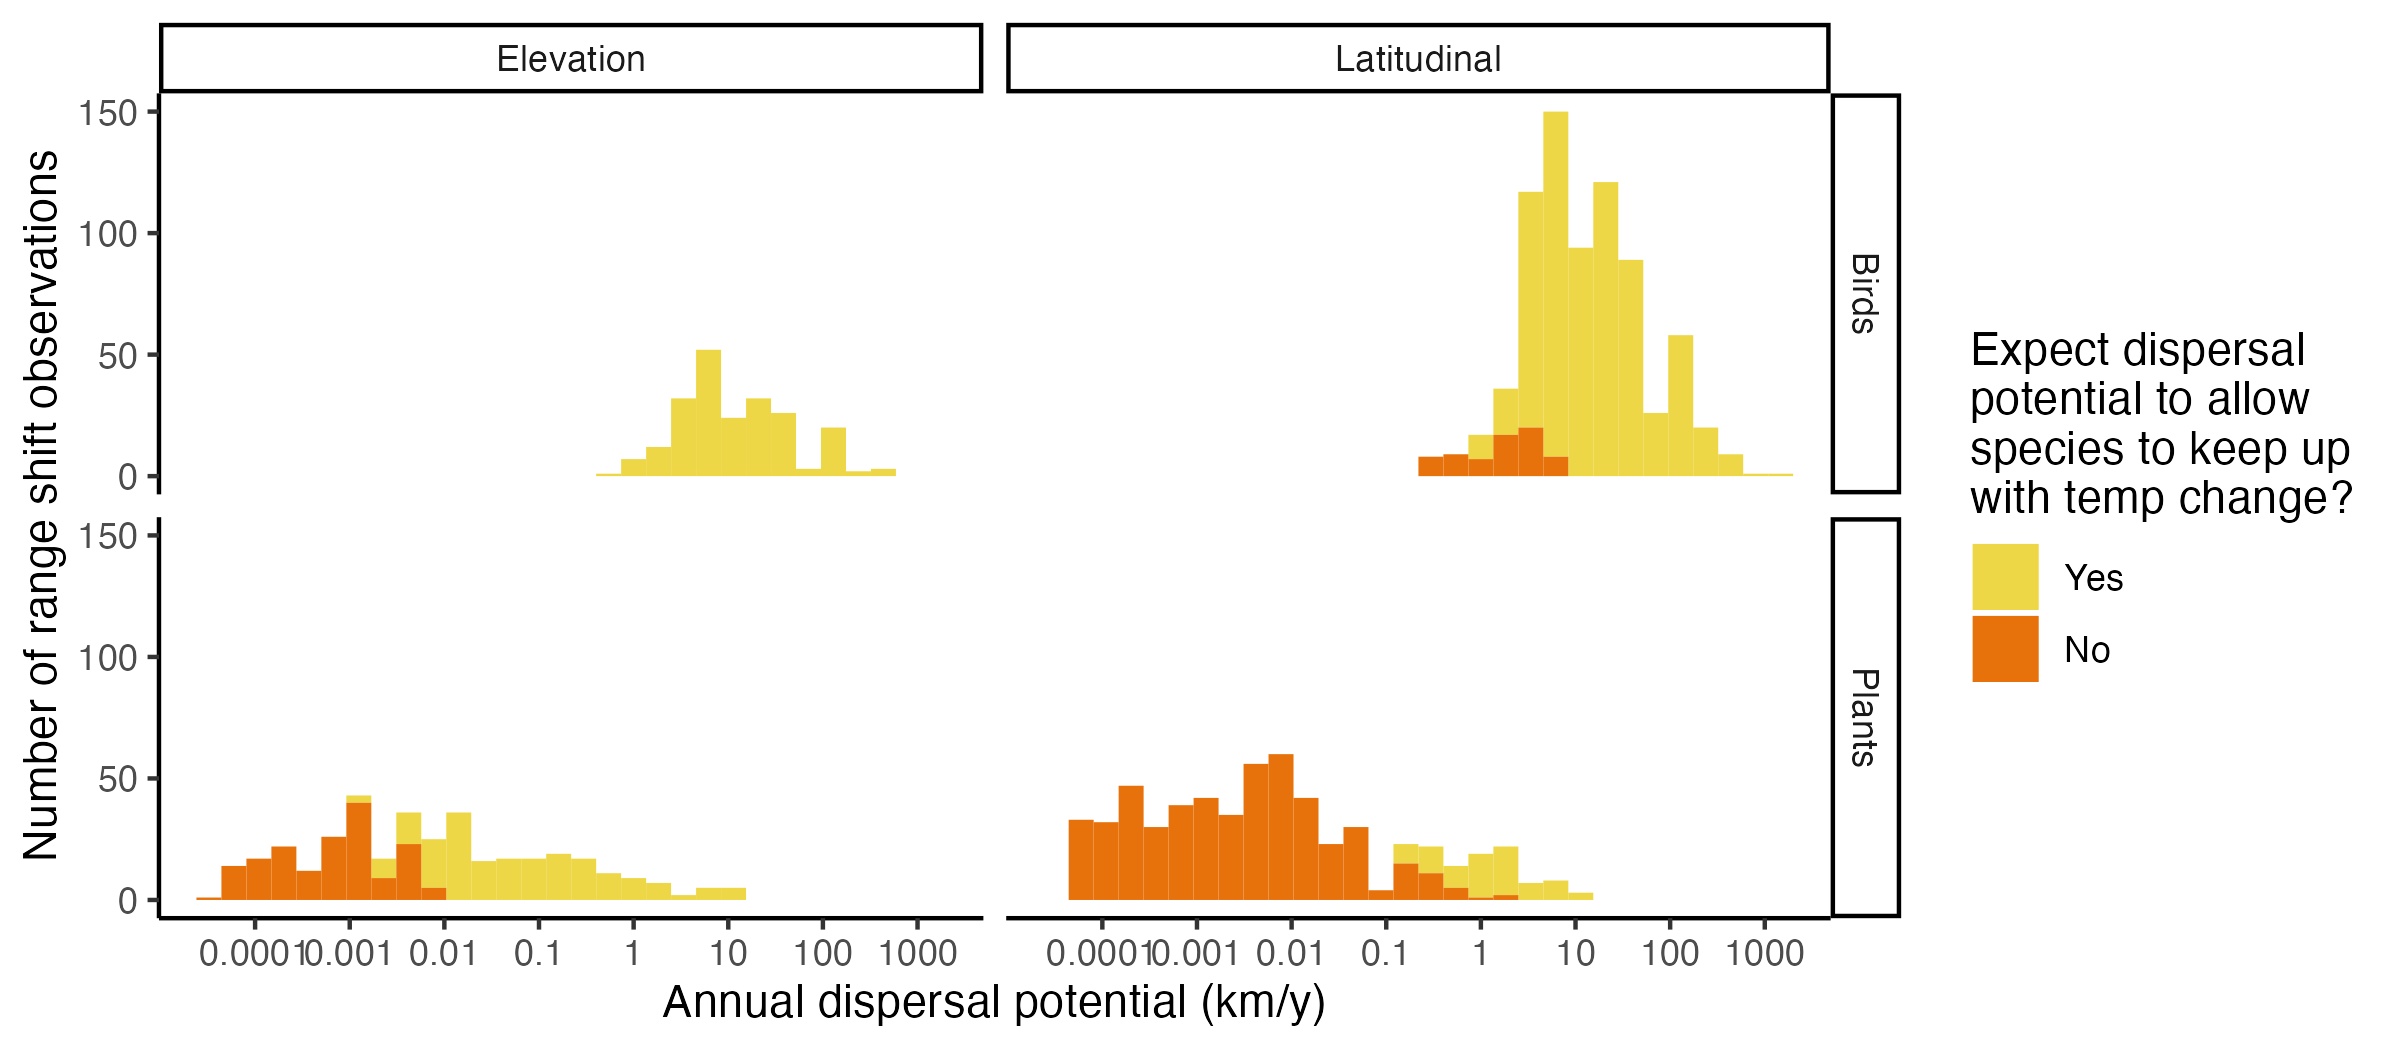 Elevation
Latitudinal
Number of range shift observations
150
100
50
0
Birds
150
100
50
0
Plants
0.0001 0.001 0.01 0.1 1 10 100 1000
0.0001 0.001 0.01 0.1 1 10 100 1000
Annual dispersal potential (km/y)
Expect dispersal
potential to allow
species to keep up
with temp change?
Yes
No